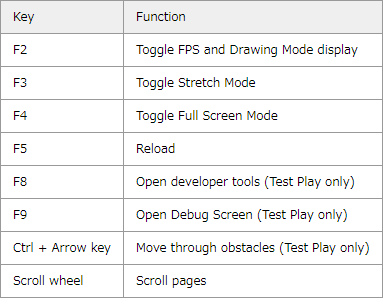 Key Function
F2 Toggle FPS and Drawing Mode display
F3 Toggle Stretch Mode
F4 Toggle Full Screen Mode
F5 Reload
F8 Open developer tools (Test Play only)
F9 Open Debug Screen (Test Play only)
Ctrl + Arrow key Move through obstacles (Test Play only)
Scroll wheel Scroll pages